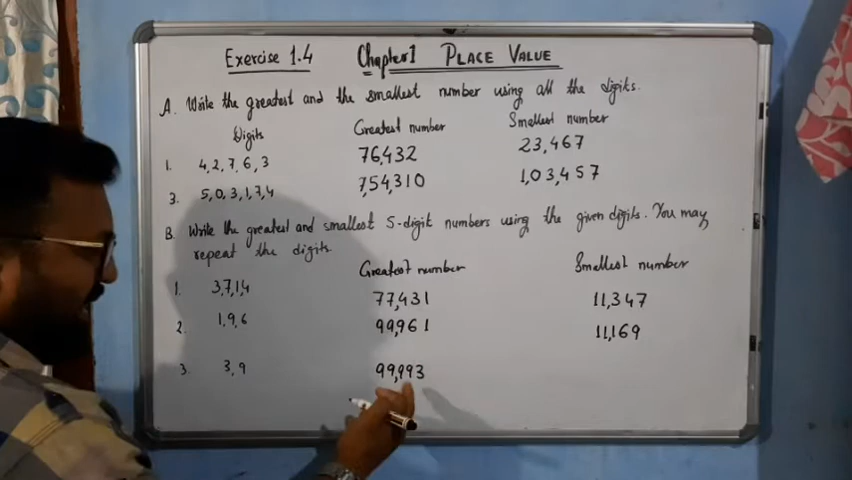 Exercise 1.4 Chapter 1 PLACE VALUE
A. Write the greatest and the smallest number using all the digits.
Digits Greatest number Smallest number
1. 4,2,7,6,3 76,432 23,467
3. 5,0,3,1,7,4 7,54,310 1,03,457
B. Write the greatest and smallest 5-digit numbers using the given digits. You may
repeat the digits.
Greatest number Smallest number
1. 3,7,1,4 77,431 11,347
2. 1,9,6 99,961 11,169
3. 3,9 99,993